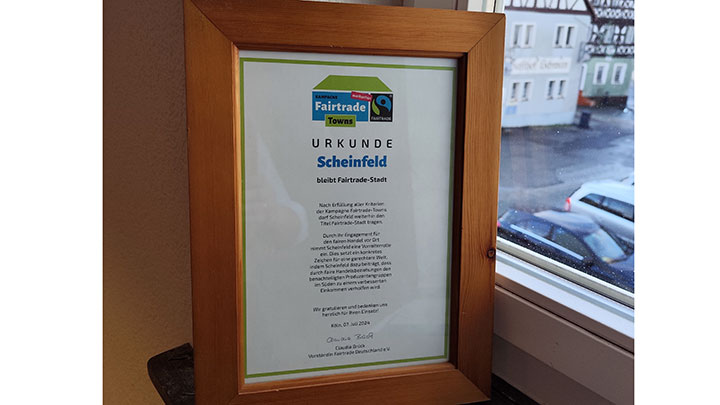 KAMPAGNE
Fairtrade
Towns
FAIRTRADE
URKUNDE
Scheinfeld
bleibt Fairtrade-Stadt
Nach Erfüllung aller Kriterien
der Kampagne Fairtrade-Towns
darf Scheinfeld weiterhin den
Titel Fairtrade-Stadt tragen.
Durch ihr Engagement für
den fairen Handel vor Ort
nimmt Scheinfeld eine Vorreiterrolle
ein. Dies setzt ein konkretes
Zeichen für eine gerechtere Welt,
indem Scheinfeld dazu beiträgt, dass
durch faire Handelsbeziehungen den
benachteiligten Produzentengruppen
im Süden zu einem verbesserten
Einkommen verholfen wird.
Wir gratulieren und bedanken uns
herzlich für Ihren Einsatz!
Köln, 07. Juli 2024
Claudia Brück
Claudia Brück
Vorständin Fairtrade Deutschland e.V.